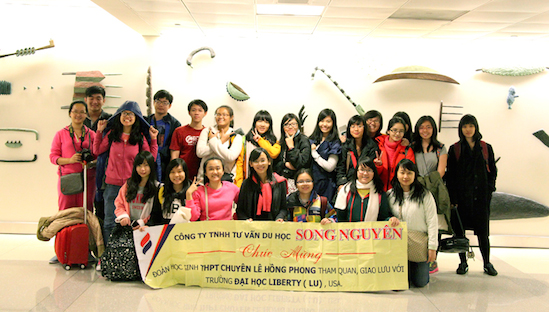 CÔNG TY TNHH TƯ VẤN DU HỌC SONG NGUYÊN
Chúc Mừng
ĐOÀN HỌC SINH THPT CHUYÊN LÊ HỒNG PHONG THAM QUAN, GIAO LƯU VỚI
TRƯỜNG ĐẠI HỌC LIBERTY ( LU ) , USA.